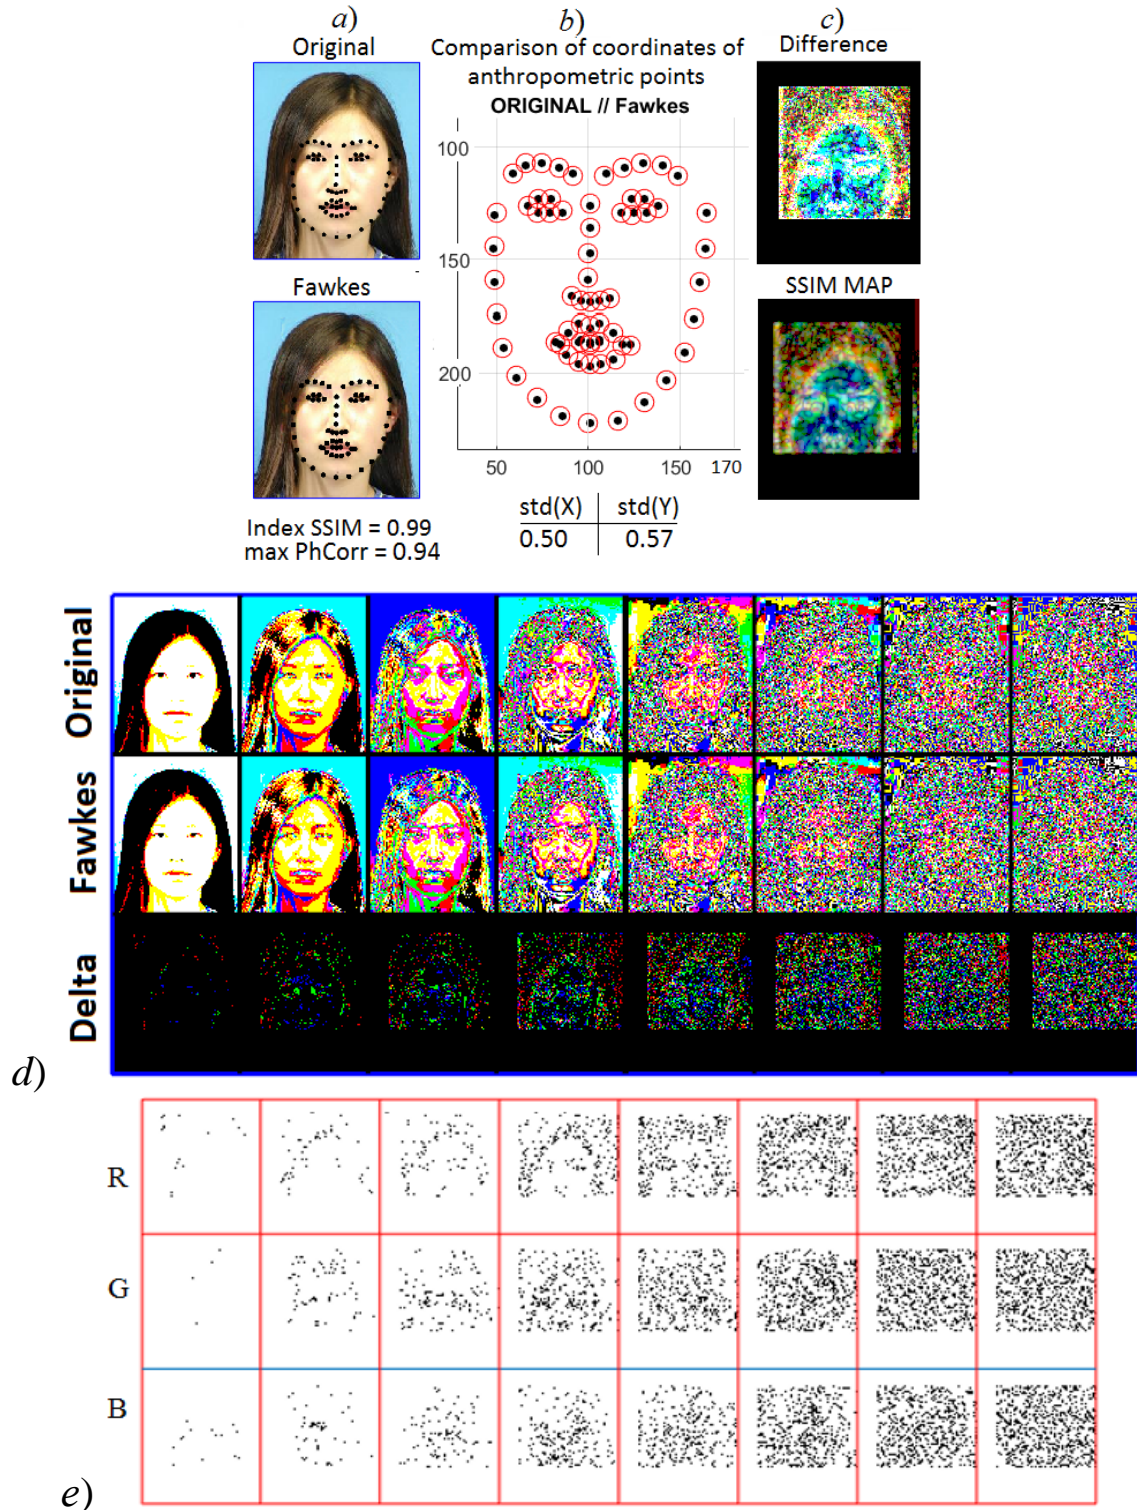 a)
Original
b)
Comparison of coordinates of
anthropometric points
ORIGINAL // Fawkes
c)
Difference
100
150
200
50 100 150 170
Fawkes
SSIM MAP
Index SSIM = 0.99
max PhCorr = 0.94
std(X) std(Y)
0.50 0.57
Original
Fawkes
Delta
d)
R
G
B
e)